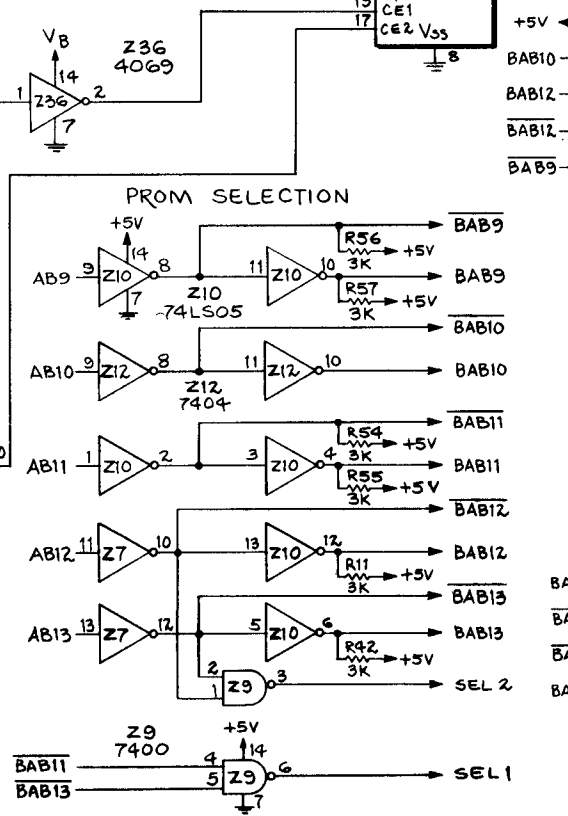 15
CE1
17
CE2 VSS
8
+5V
BAB10
BAB12
BAB12
BAB9
VB
Z36
4069
14
1 Z36 2
7
PROM SELECTION
+5V
BAB9
14
R56
3K
+5V
AB9 9 Z10 8
11 Z10 10
BAB9
7
Z10
74LS05
R57
3K
+5V
BAB10
AB10 9 Z12 8
11 Z12 10
BAB10
Z12
7404
BAB11
R54
3K
+5V
AB11 1 Z10 2
3 Z10 4
BAB11
R55
3K
+5V
BAB12
AB12 11 Z7 10
13 Z10 12
BAB12
R11
3K
+5V
BAB13
AB13 13 Z7 12
5 Z10 6
BAB13
R42
3K
+5V
2
1
Z9 3
SEL 2
Z9
7400
+5V
14
BAB11 4
BAB13 5
Z9 6
SEL1
7